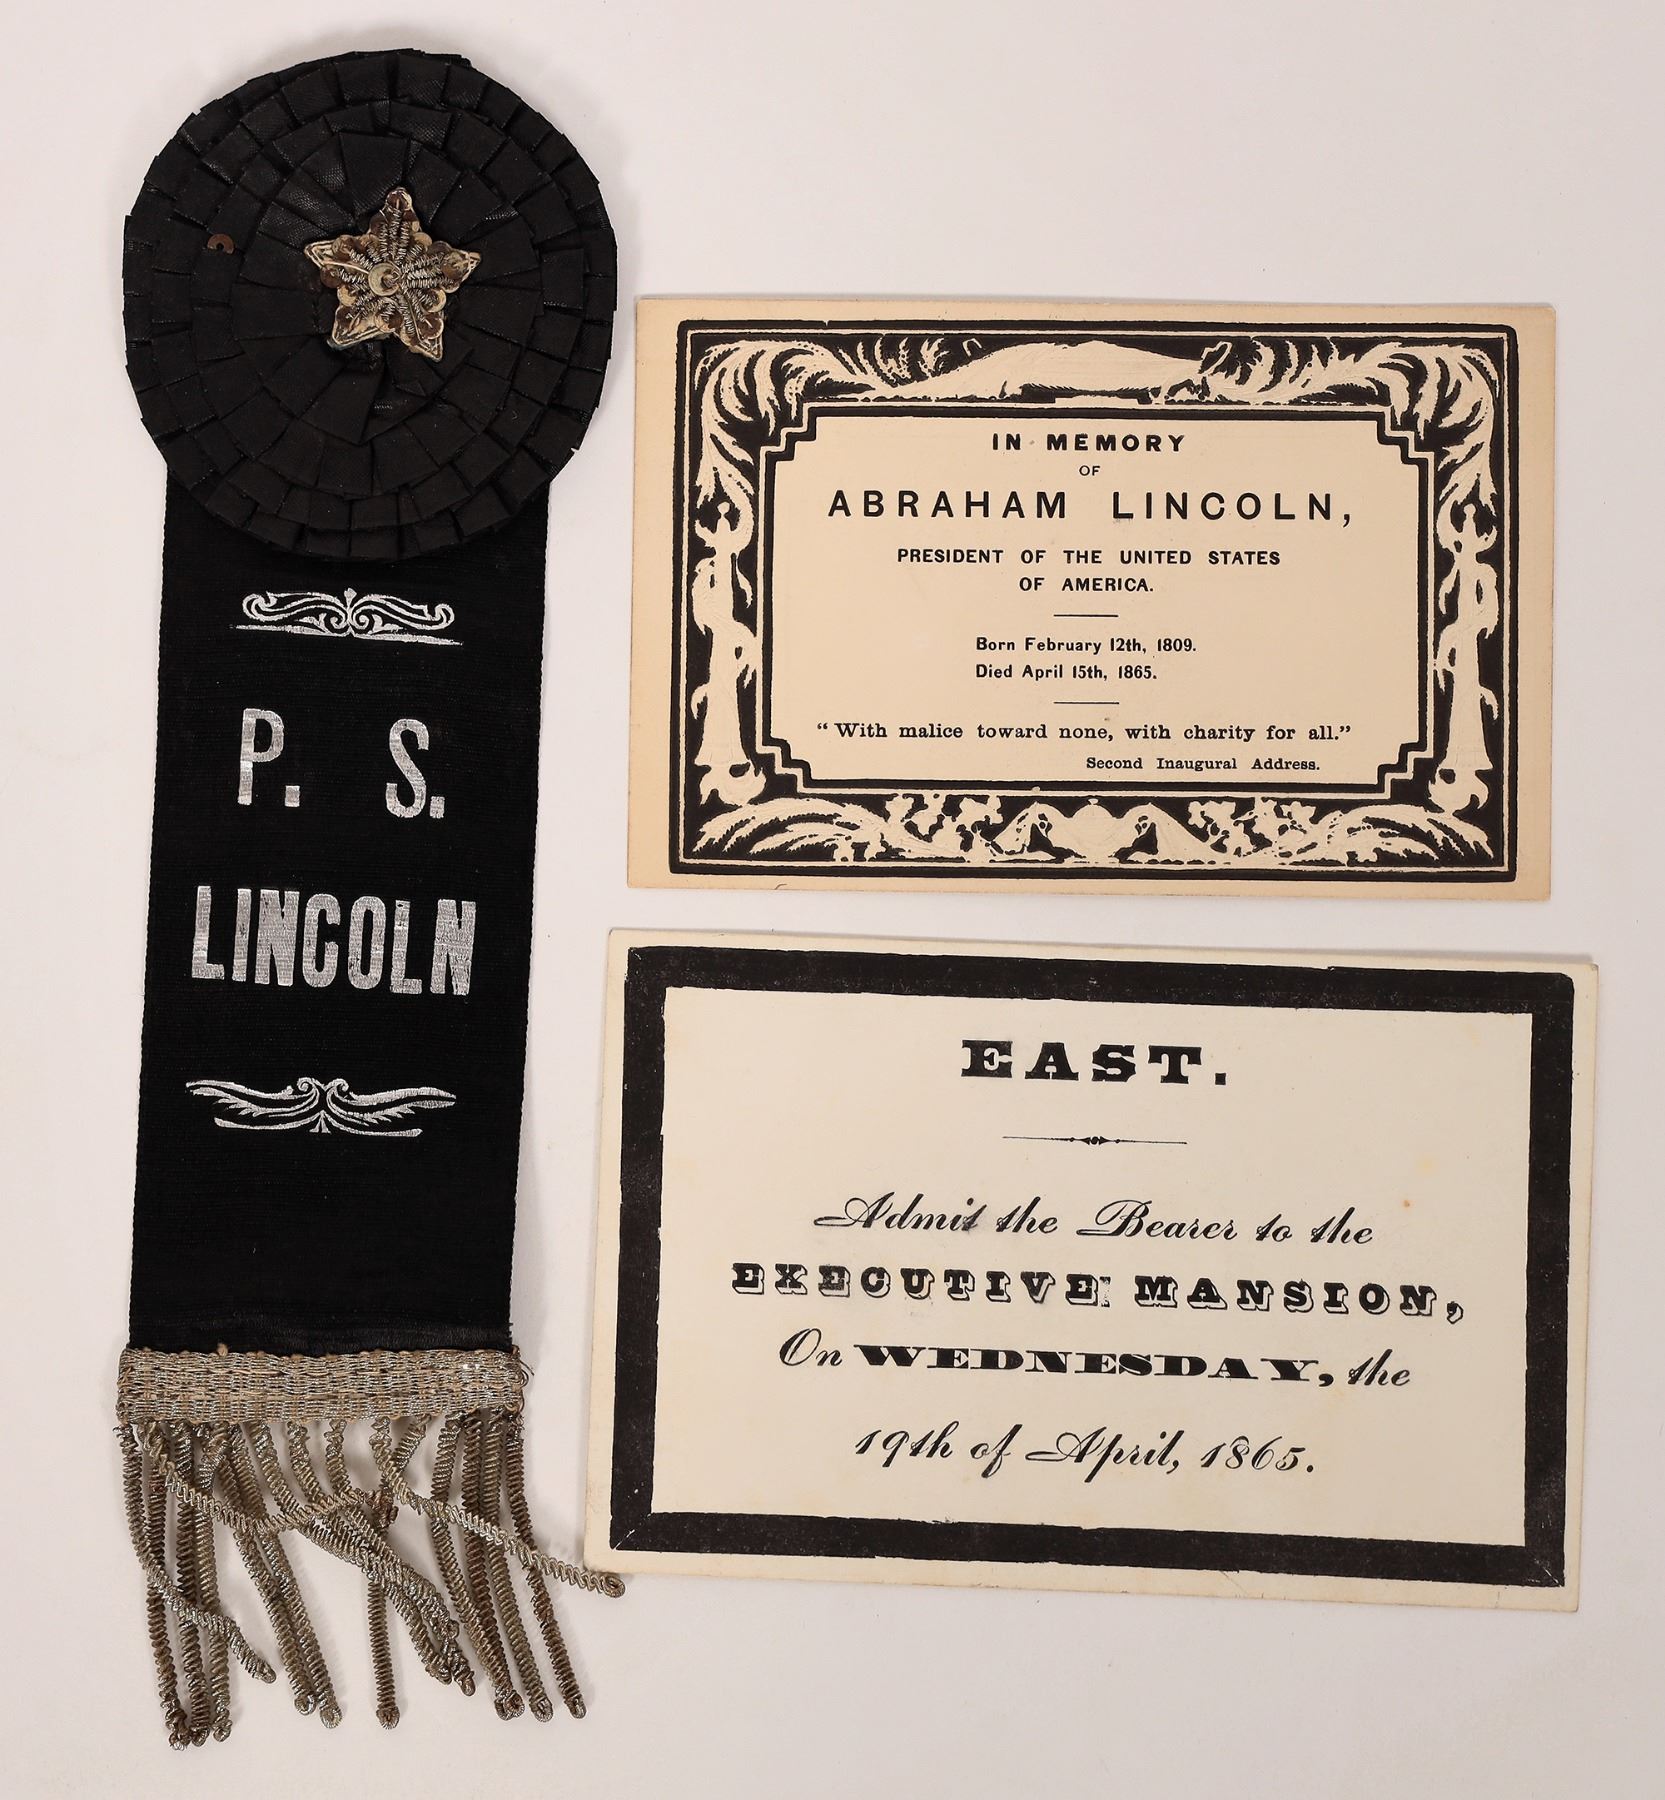 P. S.
LINCOLN
IN MEMORY
OF
ABRAHAM LINCOLN,
PRESIDENT OF THE UNITED STATES
OF AMERICA.
Born February 12th, 1809.
Died April 15th, 1865.
“With malice toward none, with charity for all.”
Second Inaugural Address.
EAST.
Admit the Bearer to the
EXECUTIVE MANSION,
On WEDNESDAY, the
19th of April, 1865.